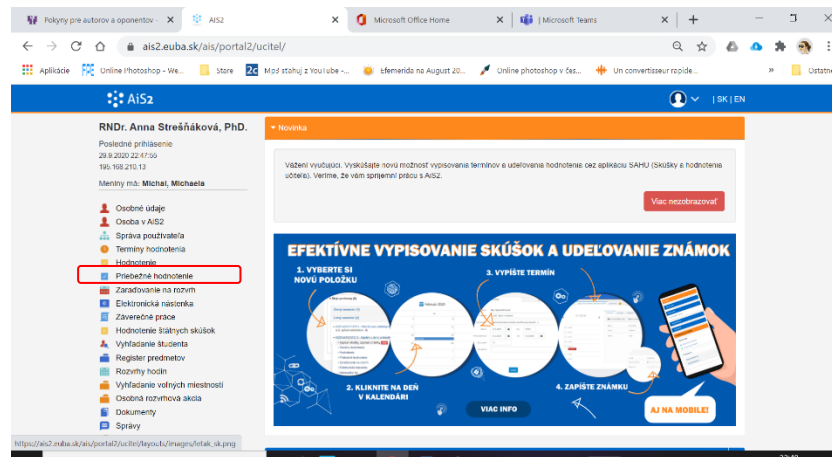 Pokyny pre autorov a oponentov -
AIS2
Microsoft Office Home
| Microsoft Teams
ais2.euba.sk/ais/portal2/ucitel/
Aplikácie
Online Photoshop - We...
Stare
Mp3 sťahuj z YouTube -...
Efemerida na August 20...
Online photoshop v čes...
Un convertisseur rapide...
»
Ostatné
AiS2
| SK | EN
RNDr. Anna Strešňáková, PhD.
Posledné prihlásenie
29.9.2020 22:47:55
195.168.210.13
Meniny má: Michal, Michaela
Osobné údaje
Osoba v AiS2
Správa používateľa
Termíny hodnotenia
Hodnotenie
Priebežné hodnotenie
Zaraďovanie na rozvrh
Elektronická nástenka
Záverečné práce
Hodnotenie štátnych skúšok
Vyhľadanie študenta
Register predmetov
Rozvrhy hodín
Vyhľadanie voľných miestností
Osobná rozvrhová akcia
Dokumenty
Správy
Novinka
Vážení vyučujúci. Vyskúšajte novú možnosť vypisovania termínov a udeľovania hodnotenia cez aplikáciu SAHU (Skúšky a hodnotenia
učiteľa). Veríme, že vám spríjemní prácu s AiS2.
Viac nezobrazovať
EFEKTÍVNE VYPISOVANIE SKÚŠOK A UDEĽOVANIE ZNÁMOK
1. VYBERTE SI
NOVÚ POLOŽKU
3. VYPÍŠTE TERMÍN
2. KLIKNITE NA DEŇ
V KALENDÁRI
4. ZAPÍŠTE ZNÁMKU
VIAC INFO
AJ NA MOBILE!
https://ais2.euba.sk/ais/portal2/ucitel/layouts/images/letak_sk.png